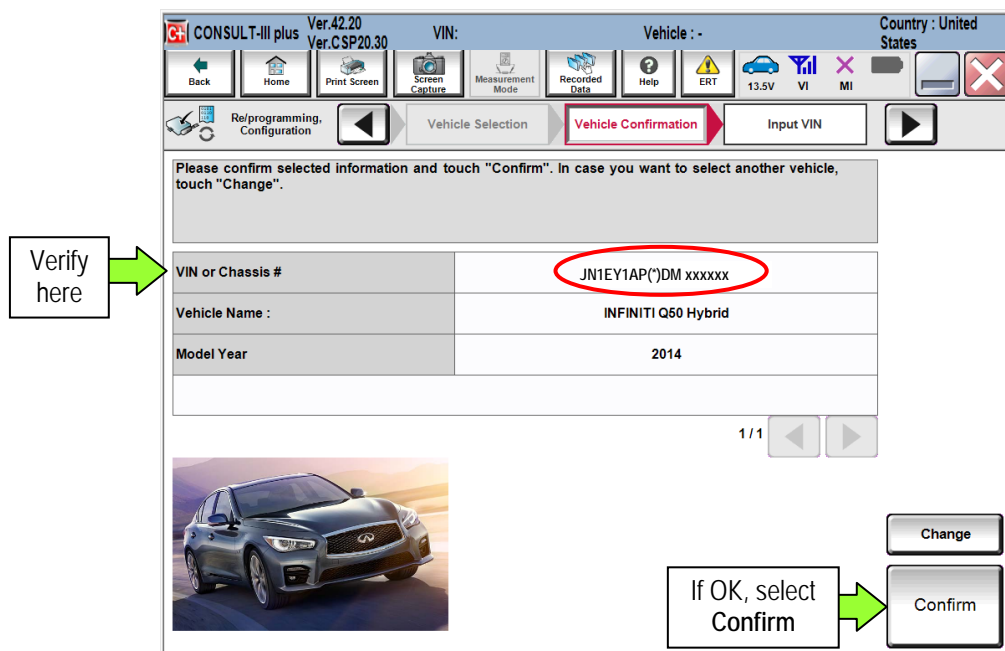 C+ CONSULT-III plus Ver.42.20 VIN: Vehicle : - Country : United
Ver.CSP20.30 States
Back Home Print Screen Screen Capture Measurement Mode Recorded Data Help ERT 13.5V VI MI
Re/programming, Configuration Vehicle Selection Vehicle Confirmation Input VIN
Please confirm selected information and touch "Confirm". In case you want to select another vehicle,
touch "Change".
Verify
here
VIN or Chassis # JN1EY1AP(*)DM xxxxxx
Vehicle Name : INFINITI Q50 Hybrid
Model Year 2014
1 / 1
Change
If OK, select
Confirm
Confirm